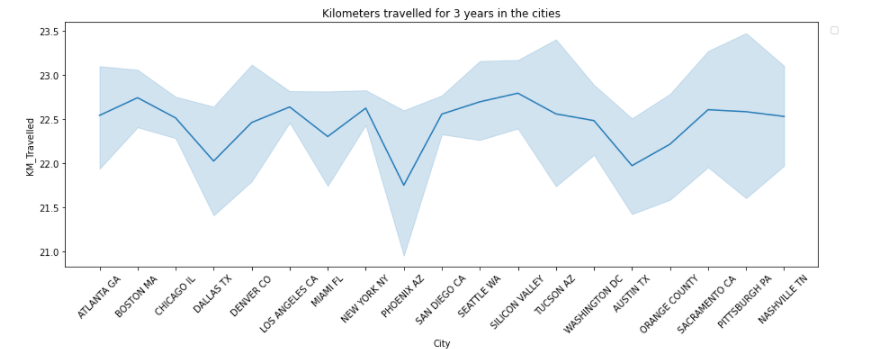 Kilometers travelled for 3 years in the cities
KM_Travelled
23.5
23.0
22.5
22.0
21.5
21.0
ATLANTA GA
BOSTON MA
CHICAGO IL
DALLAS TX
DENVER CO
LOS ANGELES CA
MIAMI FL
NEW YORK NY
PHOENIX AZ
SAN DIEGO CA
SEATTLE WA
SILICON VALLEY
TUCSON AZ
WASHINGTON DC
AUSTIN TX
ORANGE COUNTY
SACRAMENTO CA
PITTSBURGH PA
NASHVILLE TN
City